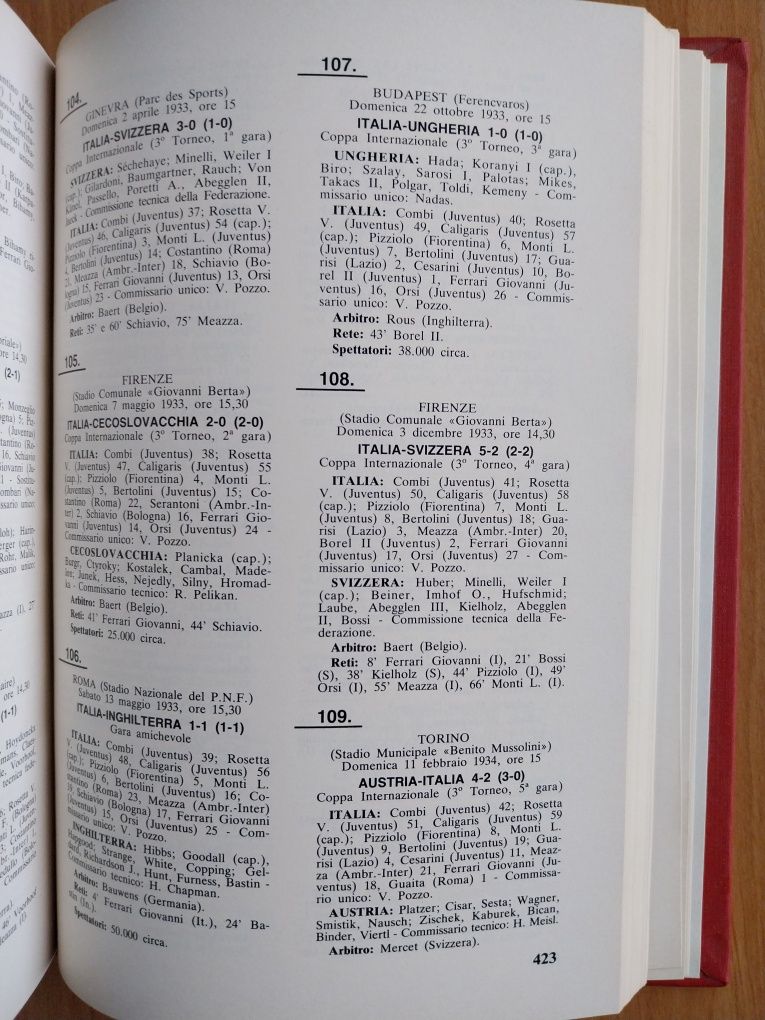 104.
GINEVRA (Parc des Sports)
Domenica 2 aprile 1933, ore 15
ITALIA-SVIZZERA 3-0 (1-0)
Coppa Internazionale (3º Torneo, 1ª gara)
SVIZZERA: Séchehaye; Minelli, Weiler I
(cap.); Gilardoni, Baumgartner, Rauch; Von
Känel, Passello, Poretti A., Abegglen II,
Jaeck - Commissione tecnica della Federazione.
ITALIA: Combi (Juventus) 37; Rosetta V.
(Juventus) 46, Caligaris (Juventus) 54 (cap.);
Pizziolo (Fiorentina) 3, Monti L. (Juventus)
4, Bertolini (Juventus) 14; Costantino (Roma)
21, Meazza (Ambr.-Inter) 18, Schiavio (Bo-
logna) 15, Ferrari Giovanni (Juventus) 13, Orsi
(Juventus) 23 - Commissario unico: V. Pozzo.
Arbitro: Baert (Belgio).
Reti: 35' e 60' Schiavio, 75' Meazza.
105.
FIRENZE
(Stadio Comunale «Giovanni Berta»)
Domenica 7 maggio 1933, ore 15,30
ITALIA-CECOSLOVACCHIA 2-0 (2-0)
Coppa Internazionale (3º Torneo, 2ª gara)
ITALIA: Combi (Juventus) 38; Rosetta
V. (Juventus) 47, Caligaris (Juventus) 55
(cap.); Pizziolo (Fiorentina) 4, Monti L.
(Juventus) 5, Bertolini (Juventus) 15; Co-
stantino (Roma) 22, Serantoni (Ambr.-In-
ter) 2, Schiavio (Bologna) 16, Ferrari Gio-
vanni (Juventus) 14, Orsi (Juventus) 24 -
Commissario unico: V. Pozzo.
CECOSLOVACCHIA: Planicka (cap.);
Burgr, Ctyroky; Kostalek, Cambal, Made-
lon; Junek, Hess, Nejedly, Silny, Hromad-
ka - Commissario tecnico: R. Pelikan.
Arbitro: Baert (Belgio).
Reti: 41' Ferrari Giovanni, 44' Schiavio.
Spettatori: 25.000 circa.
106.
ROMA (Stadio Nazionale del P.N.F.)
Sabato 13 maggio 1933, ore 15,30
ITALIA-INGHILTERRA 1-1 (1-1)
Gara amichevole
ITALIA: Combi (Juventus) 39; Rosetta
V. (Juventus) 48, Caligaris (Juventus) 56
(cap.); Pizziolo (Fiorentina) 5, Monti L.
(Juventus) 6, Bertolini (Juventus) 16; Co-
stantino (Roma) 23, Meazza (Ambr.-Inter)
19, Schiavio (Bologna) 17, Ferrari Giovanni
(Juventus) 15, Orsi (Juventus) 25 - Com-
missario unico: V. Pozzo.
INGHILTERRA: Hibbs; Goodall (cap.),
Hapgood; Strange, White, Copping; Gel-
dard, Richardson J., Hunt, Furness, Bastin -
Commissario tecnico: H. Chapman.
Arbitro: Bauwens (Germania).
Reti: 4' Ferrari Giovanni (It.), 24' Ba-
stin (In.).
Spettatori: 50.000 circa.
107.
BUDAPEST (Ferencvaros)
Domenica 22 ottobre 1933, ore 15
ITALIA-UNGHERIA 1-0 (1-0)
Coppa Internazionale (3º Torneo, 3ª gara)
UNGHERIA: Hada; Koranyi I (cap.),
Biro; Szalay, Sarosi I, Palotas; Mikes,
Takacs II, Polgar, Toldi, Kemeny - Com-
missario unico: Nadas.
ITALIA: Combi (Juventus) 40; Rosetta
V. (Juventus) 49, Caligaris (Juventus) 57
(cap.); Pizziolo (Fiorentina) 6, Monti L.
(Juventus) 7, Bertolini (Juventus) 17; Gua-
risi (Lazio) 2, Cesarini (Juventus) 10, Bo-
rel II (Juventus) 1, Ferrari Giovanni (Ju-
ventus) 16, Orsi (Juventus) 26 - Commis-
sario unico: V. Pozzo.
Arbitro: Rous (Inghilterra).
Rete: 43' Borel II.
Spettatori: 38.000 circa.
108.
FIRENZE
(Stadio Comunale «Giovanni Berta»)
Domenica 3 dicembre 1933, ore 14,30
ITALIA-SVIZZERA 5-2 (2-2)
Coppa Internazionale (3º Torneo, 4ª gara)
ITALIA: Combi (Juventus) 41; Rosetta
V. (Juventus) 50, Caligaris (Juventus) 58
(cap.); Pizziolo (Fiorentina) 7, Monti L.
(Juventus) 8, Bertolini (Juventus) 18; Gua-
risi (Lazio) 3, Meazza (Ambr.-Inter) 20,
Borel II (Juventus) 2, Ferrari Giovanni
(Juventus) 17, Orsi (Juventus) 27 - Com-
missario unico: V. Pozzo.
SVIZZERA: Huber; Minelli, Weiler I
(cap.); Beiner, Imhof O., Hufschmid;
Laube, Abegglen III, Kielholz, Abegglen
II, Bossi - Commissione tecnica della Fe-
derazione.
Arbitro: Baert (Belgio).
Reti: 8' Ferrari Giovanni (I), 21' Bossi
(S), 38' Kielholz (S), 44' Pizziolo (I), 49'
Orsi (I), 55' Meazza (I), 66' Monti L. (I).
109.
TORINO
(Stadio Municipale «Benito Mussolini»)
Domenica 11 febbraio 1934, ore 15
AUSTRIA-ITALIA 4-2 (3-0)
Coppa Internazionale (3º Torneo, 5ª gara)
ITALIA: Combi (Juventus) 42; Rosetta
V. (Juventus) 51, Caligaris (Juventus) 59
(cap.); Pizziolo (Fiorentina) 8, Monti L.
(Juventus) 9, Bertolini (Juventus) 19; Gua-
risi (Lazio) 4, Cesarini (Juventus) 11, Meaz-
za (Ambr.-Inter) 21, Ferrari Giovanni (Ju-
ventus) 18, Guaita (Roma) 1 - Commissa-
rio unico: V. Pozzo.
AUSTRIA: Platzer; Cisar, Sesta; Wagner,
Smistik, Nausch; Zischek, Kaburek, Bican,
Binder, Viertl - Commissario tecnico: H. Meisl.
Arbitro: Mercet (Svizzera).
423